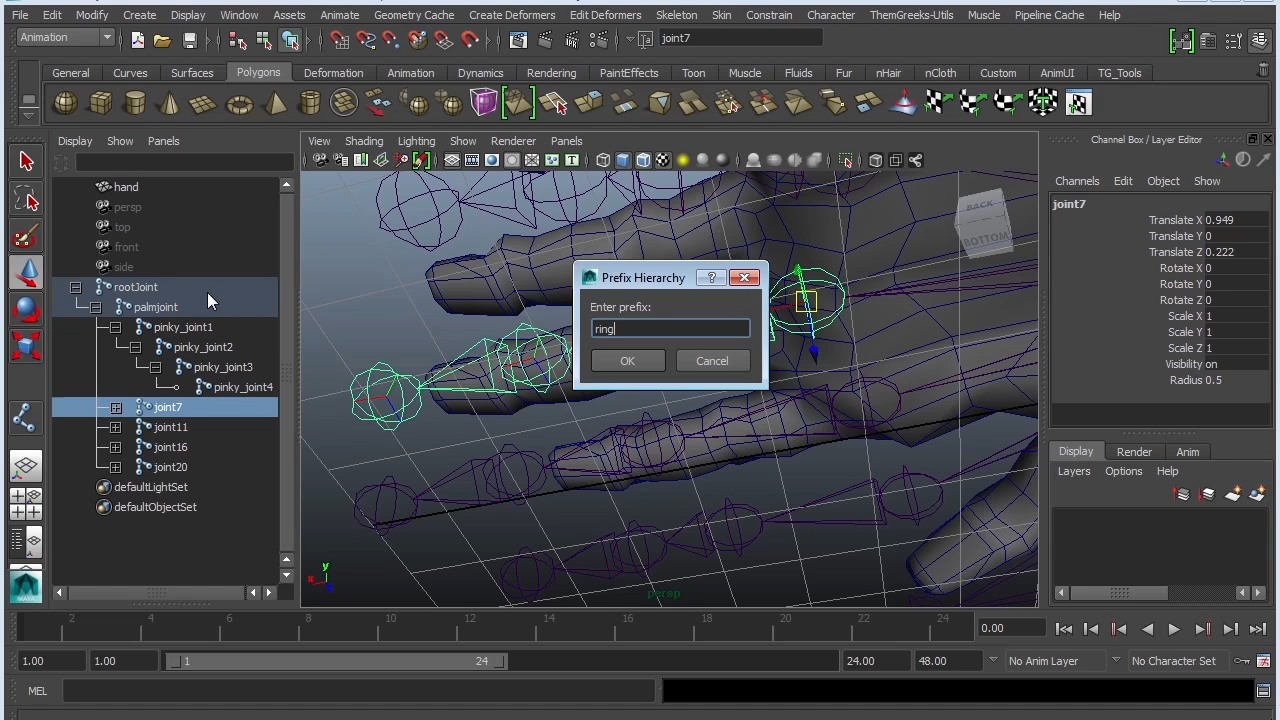 File Edit Modify Create Display Window Assets Animate Geometry Cache Create Deformers Edit Deformers Skeleton Skin Constrain Character ThemGreeks-Utils Muscle Pipeline Cache Help
Animation joint7
General Curves Surfaces Polygons Deformation Animation Dynamics Rendering PaintEffects Toon Muscle Fluids Fur nHair nCloth Custom AnimUI TG_Tools
Display Show Panels
View Shading Lighting Show Renderer Panels
Channel Box / Layer Editor
Channels Edit Object Show
hand
persp
top
front
side
rootJoint
palmjoint
pinky_joint1
pinky_joint2
pinky_joint3
pinky_joint4
joint7
joint11
joint16
joint20
defaultLightSet
defaultObjectSet
BACK
BOTTOM
Prefix Hierarchy ?
Enter prefix:
ring
OK Cancel
y
x
persp
joint7
Translate X 0.949
Translate Y 0
Translate Z 0.222
Rotate X 0
Rotate Y 0
Rotate Z 0
Scale X 1
Scale Y 1
Scale Z 1
Visibility on
Radius 0.5
Display Render Anim
Layers Options Help
2 4 6 8 10 12 14 16 18 20 22 24
0.00
1.00 1.00 1 24 24.00 48.00 No Anim Layer No Character Set
MEL